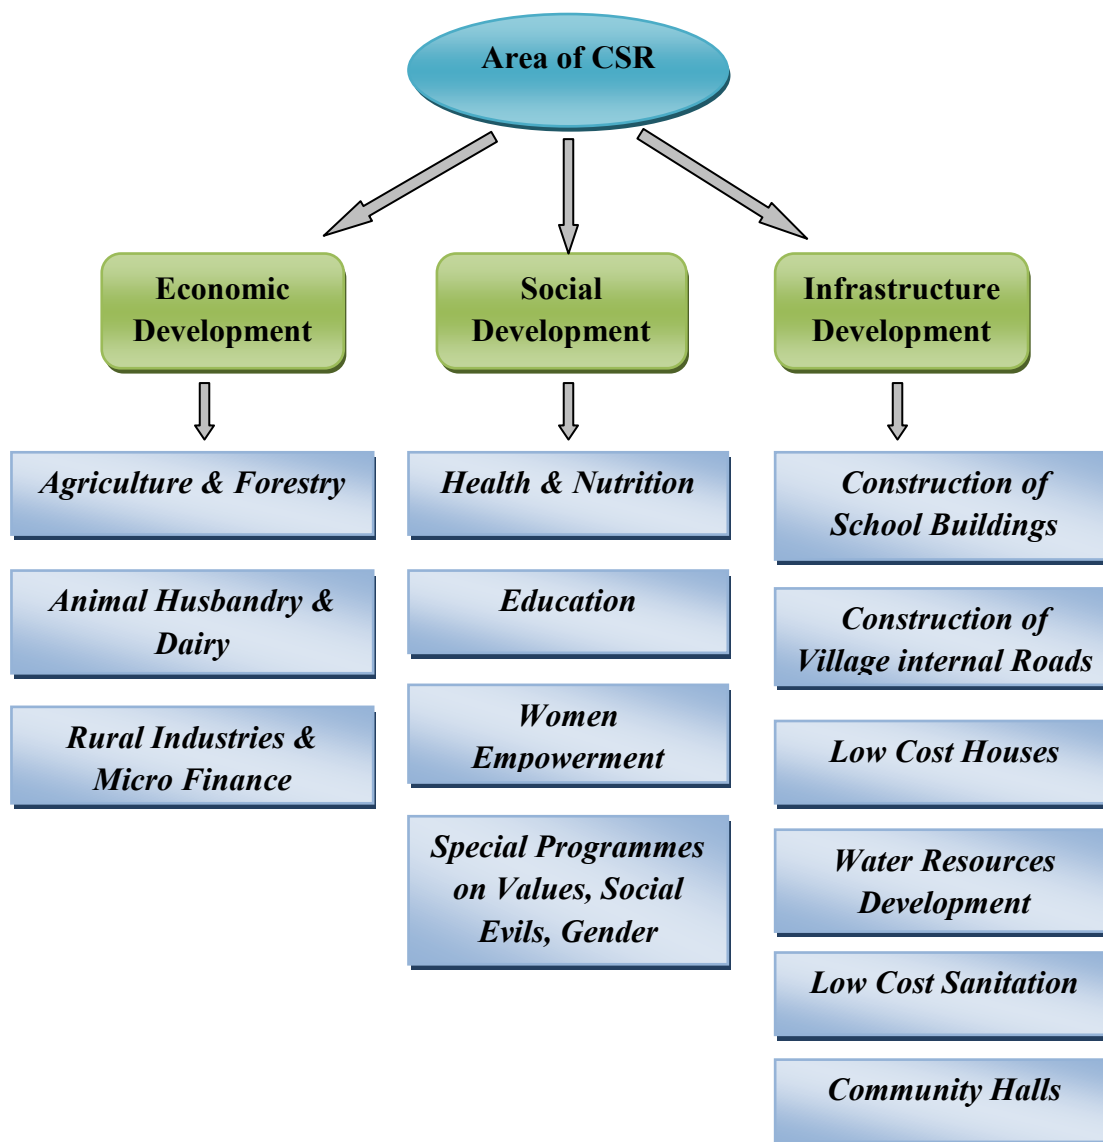 Area of CSR
Economic
Development
Social
Development
Infrastructure
Development
Agriculture & Forestry
Animal Husbandry &
Dairy
Rural Industries &
Micro Finance
Health & Nutrition
Education
Women
Empowerment
Special Programmes
on Values, Social
Evils, Gender
Construction of
School Buildings
Construction of
Village internal Roads
Low Cost Houses
Water Resources
Development
Low Cost Sanitation
Community Halls